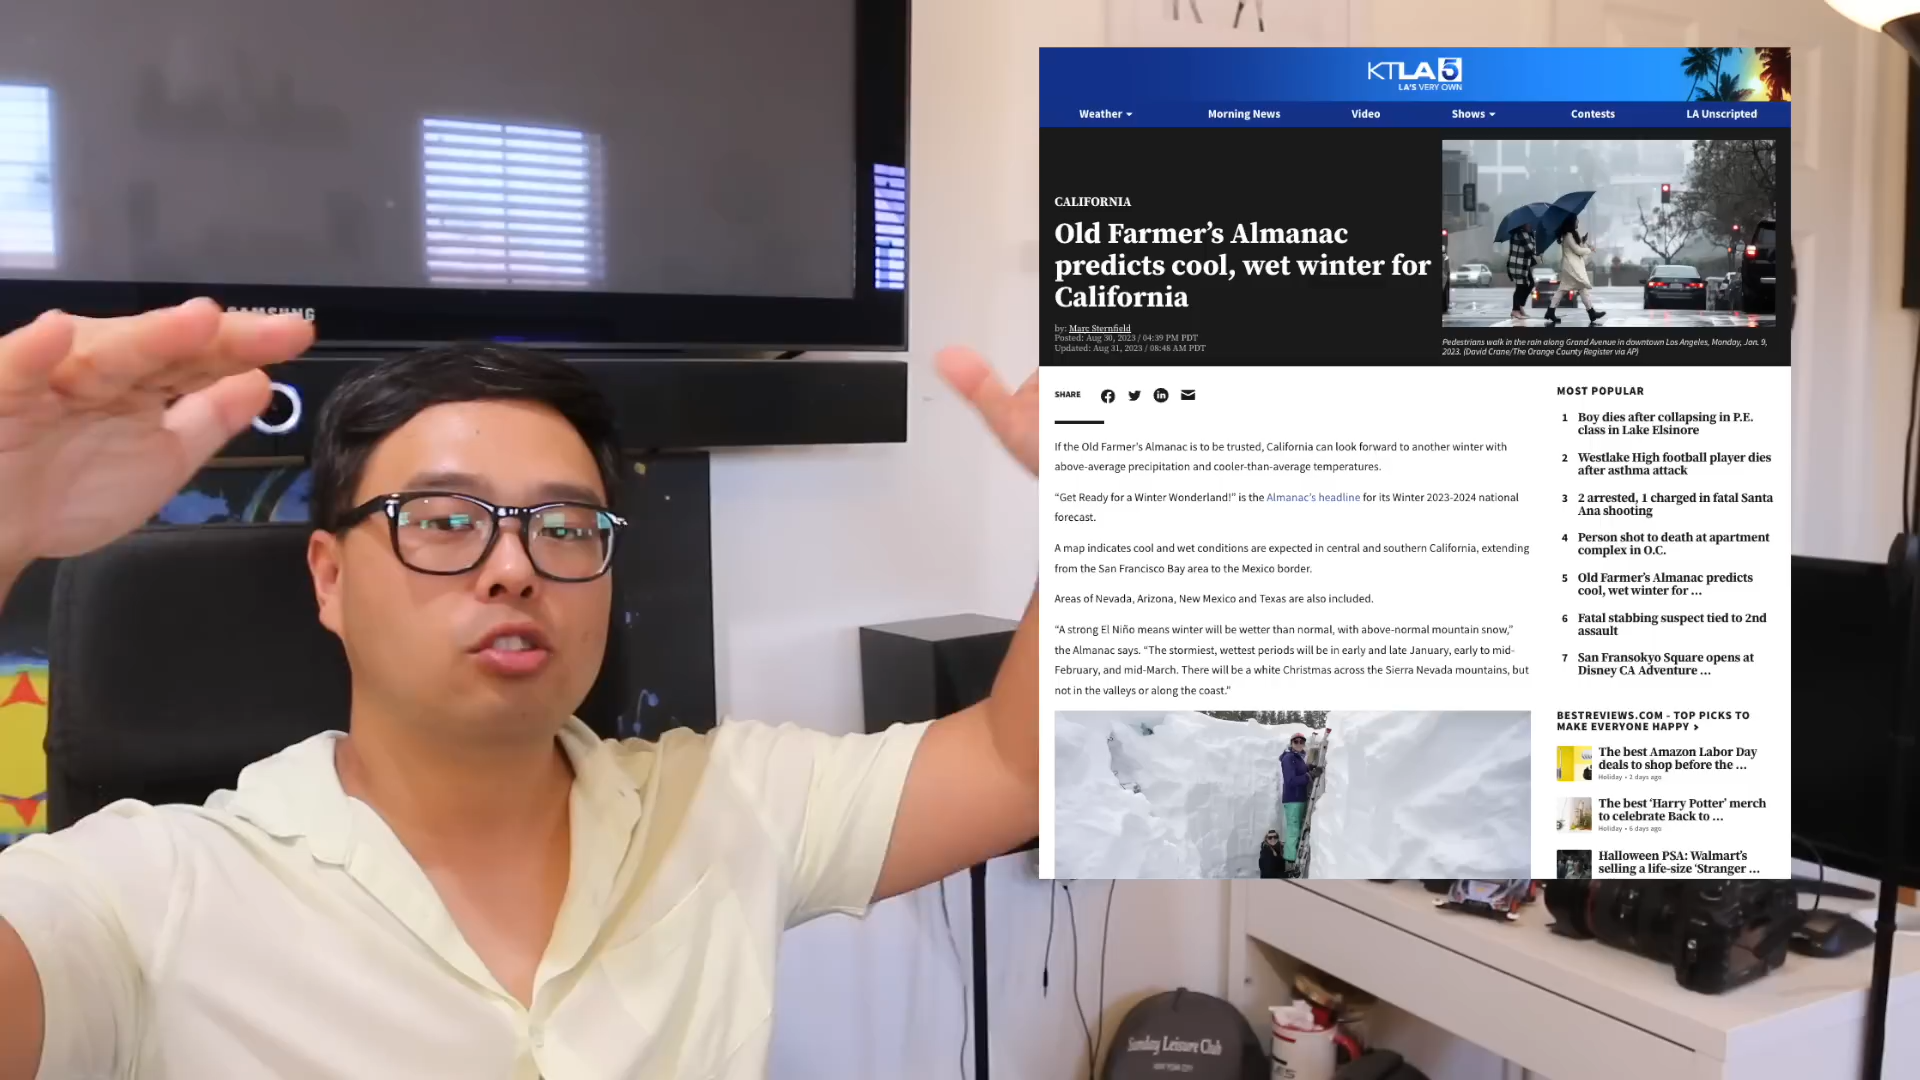 SAMSUNG
KTLA 5
LA'S VERY OWN
Weather Morning News Video Shows Contests LA Unscripted
CALIFORNIA
Old Farmer's Almanac
predicts cool, wet winter for
California
by: Marc Sternfield
Posted: Aug 30, 2023 / 04:39 PM PDT
Updated: Aug 31, 2023 / 08:48 AM PDT
Pedestrians walk in the rain along Grand Avenue in downtown Los Angeles, Monday, Jan. 9,
2023. (David Crane/The Orange County Register via AP)
SHARE
If the Old Farmer's Almanac is to be trusted, California can look forward to another winter with
above-average precipitation and cooler-than-average temperatures.
“Get Ready for a Winter Wonderland!” is the Almanac's headline for its Winter 2023-2024 national
forecast.
A map indicates cool and wet conditions are expected in central and southern California, extending
from the San Francisco Bay area to the Mexico border.
Areas of Nevada, Arizona, New Mexico and Texas are also included.
“A strong El Niño means winter will be wetter than normal, with above-normal mountain snow,”
the Almanac says. “The stormiest, wettest periods will be in early and late January, early to mid-
February, and mid-March. There will be a white Christmas across the Sierra Nevada mountains, but
not in the valleys or along the coast.”
MOST POPULAR
1 Boy dies after collapsing in P.E.
class in Lake Elsinore
2 Westlake High football player dies
after asthma attack
3 2 arrested, 1 charged in fatal Santa
Ana shooting
4 Person shot to death at apartment
complex in O.C.
5 Old Farmer's Almanac predicts
cool, wet winter for ...
6 Fatal stabbing suspect tied to 2nd
assault
7 San Fransokyo Square opens at
Disney CA Adventure ...
BESTREVIEWS.COM - TOP PICKS TO
MAKE EVERYONE HAPPY >
The best Amazon Labor Day
deals to shop before the ...
Holiday • 2 days ago
The best ‘Harry Potter’ merch
to celebrate Back to ...
Holiday • 6 days ago
Halloween PSA: Walmart's
selling a life-size ‘Stranger ...
Sunday Leisure Club
NEW YORK CITY